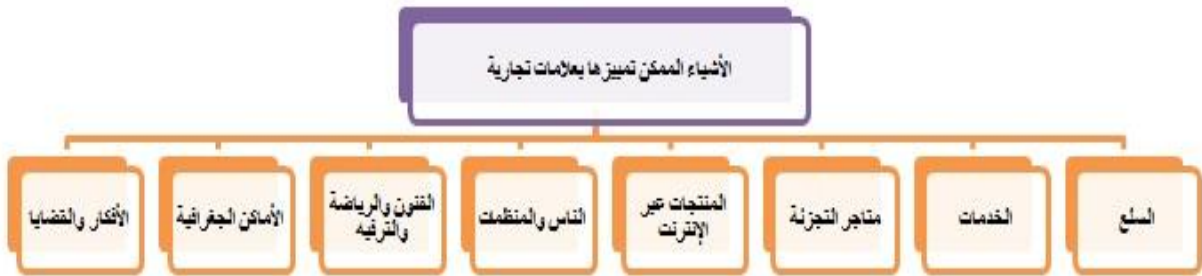 الأشياء الممكن تمييزها بعلامات تجارية
السلع
الخدمات
متاجر التجزئة
المنتجات عبر
الإنترنت
الناس والمنظمات
الفنون والرياضة
والترفيه
الأماكن الجغرافية
الأفكار والقضايا